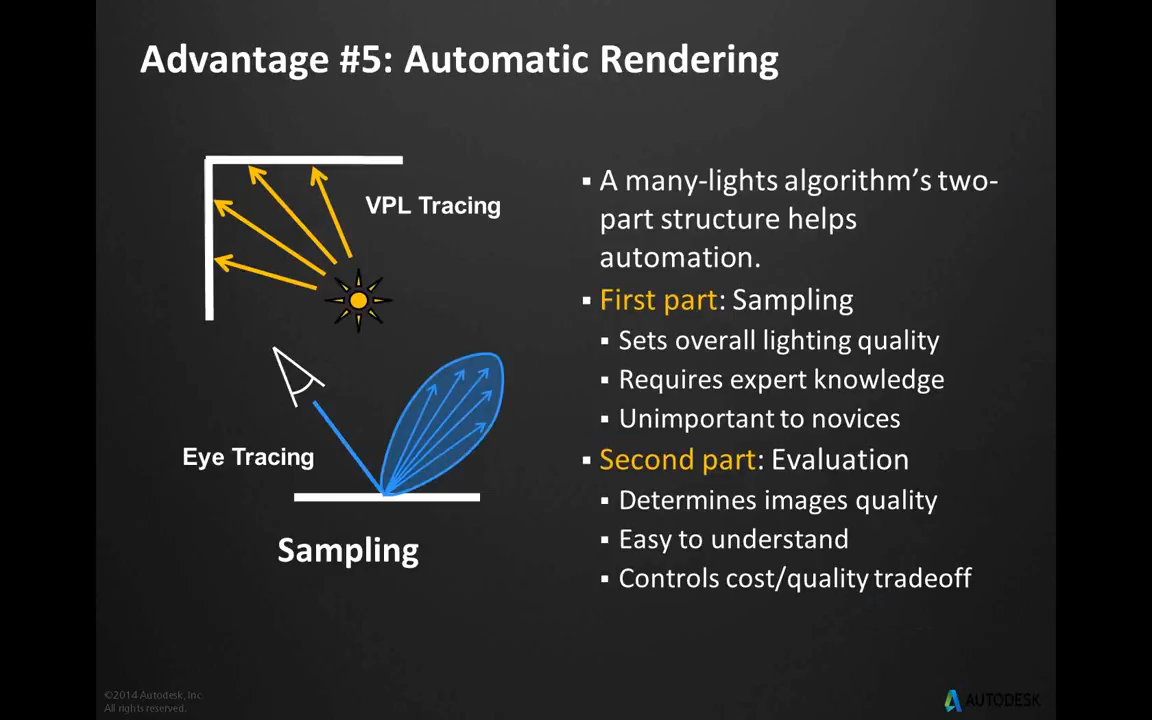 Advantage #5: Automatic Rendering
VPL Tracing
Eye Tracing
Sampling
▪ A many-lights algorithm’s two-
part structure helps
automation.
▪ First part: Sampling
▪ Sets overall lighting quality
▪ Requires expert knowledge
▪ Unimportant to novices
▪ Second part: Evaluation
▪ Determines images quality
▪ Easy to understand
▪ Controls cost/quality tradeoff
©2014 Autodesk, Inc.
All rights reserved.
AUTODESK